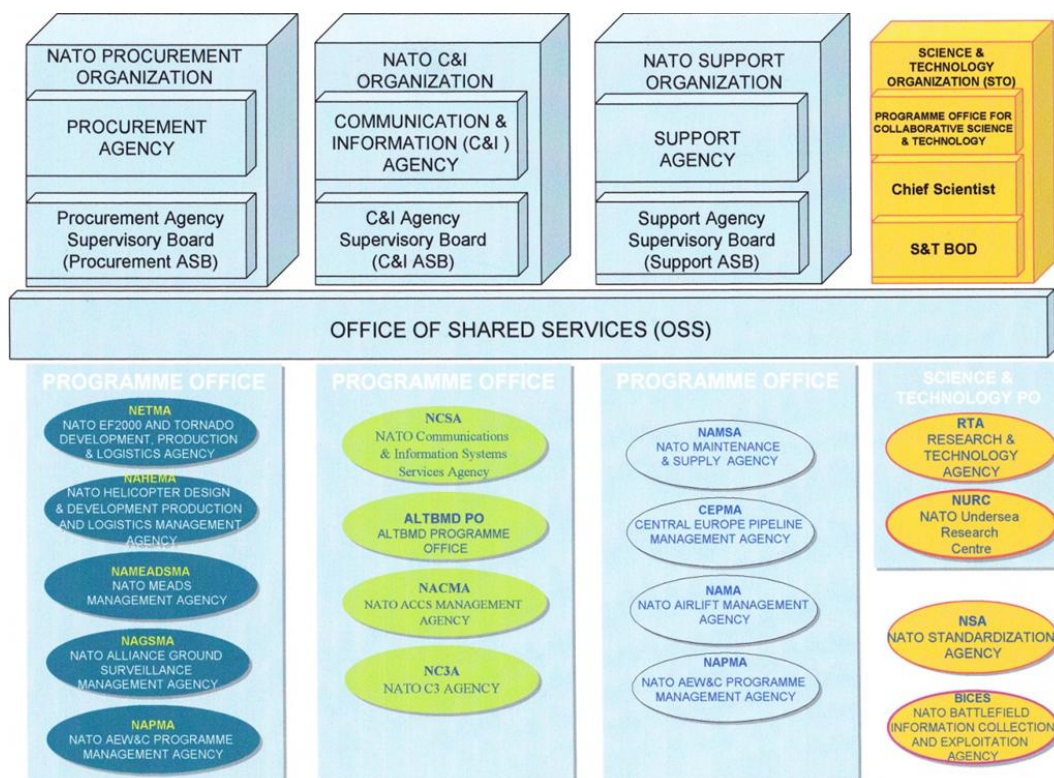 NATO PROCUREMENT
ORGANIZATION
PROCUREMENT
AGENCY
Procurement Agency
Supervisory Board
(Procurement ASB)
NATO C&I
ORGANIZATION
COMMUNICATION &
INFORMATION (C&I )
AGENCY
C&I Agency
Supervisory Board
(C&I ASB)
NATO SUPPORT
ORGANIZATION
SUPPORT
AGENCY
Support Agency
Supervisory Board
(Support ASB)
SCIENCE &
TECHNOLOGY
ORGANIZATION (STO)
PROGRAMME OFFICE FOR
COLLABORATIVE SCIENCE
& TECHNOLOGY
Chief Scientist
S&T BOD
OFFICE OF SHARED SERVICES (OSS)
PROGRAMME OFFICE
NETMA
NATO EF2000 AND TORNADO
DEVELOPMENT, PRODUCTION
& LOGISTICS AGENCY
NAHEMA
NATO HELICOPTER DESIGN
& DEVELOPMENT PRODUCTION
AND LOGISTICS MANAGEMENT
AGENCY
NAMEADSMA
NATO MEADS
MANAGEMENT AGENCY
NAGSMA
NATO ALLIANCE GROUND
SURVEILLANCE
MANAGEMENT AGENCY
NAPMA
NATO AEW&C PROGRAMME
MANAGEMENT AGENCY
PROGRAMME OFFICE
NCSA
NATO Communications
& Information Systems
Services Agency
ALTBMD PO
ALTBMD PROGRAMME
OFFICE
NACMA
NATO ACCS MANAGEMENT
AGENCY
NC3A
NATO C3 AGENCY
PROGRAMME OFFICE
NAMSA
NATO MAINTENANCE
& SUPPLY AGENCY
CEPMA
CENTRAL EUROPE PIPELINE
MANAGEMENT AGENCY
NAMA
NATO AIRLIFT MANAGEMENT
AGENCY
NAPMA
NATO AEW&C PROGRAMME
MANAGEMENT AGENCY
SCIENCE &
TECHNOLOGY PO
RTA
RESEARCH &
TECHNOLOGY
AGENCY
NURC
NATO Undersea
Research
Centre
NSA
NATO STANDARDIZATION
AGENCY
BICES
NATO BATTLEFIELD
INFORMATION COLLECTION
AND EXPLOITATION AGENCY